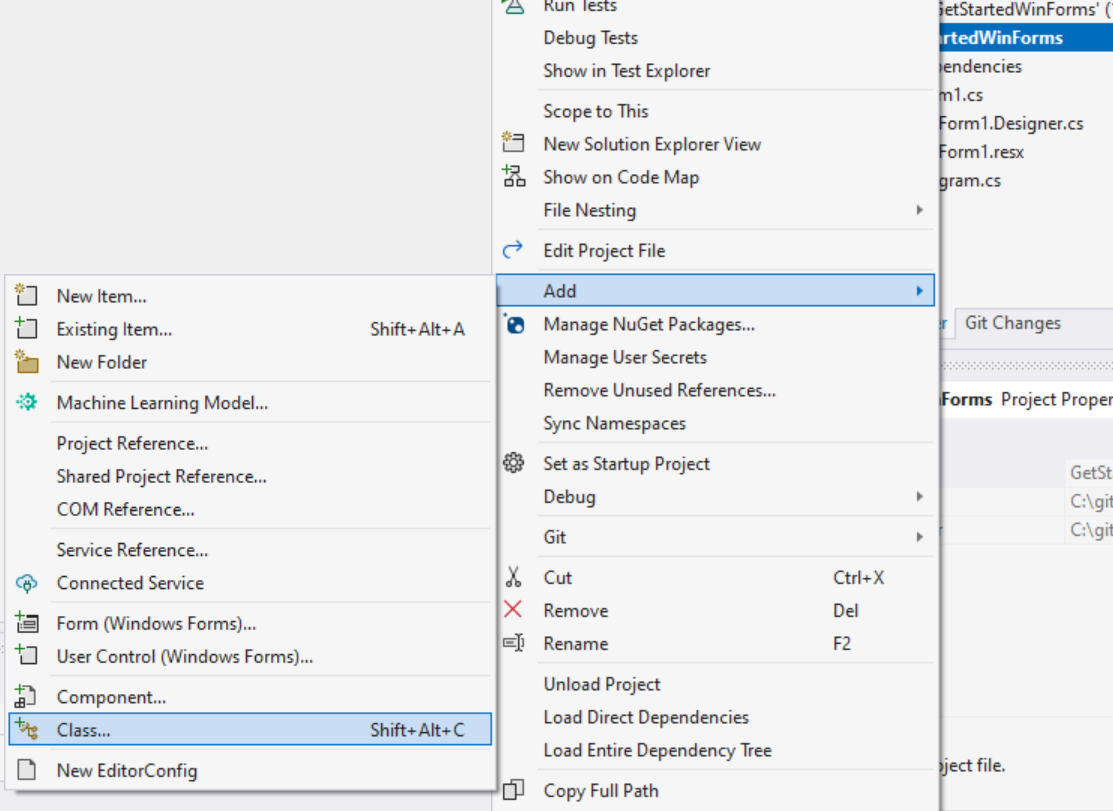 Run Tests
Debug Tests
Show in Test Explorer
Scope to This
New Solution Explorer View
Show on Code Map
File Nesting
Edit Project File
Add
Manage NuGet Packages...
Manage User Secrets
Remove Unused References...
Sync Namespaces
Set as Startup Project
Debug
Git
Cut Ctrl+X
Remove Del
Rename F2
Unload Project
Load Direct Dependencies
Load Entire Dependency Tree
Copy Full Path
New Item...
Existing Item... Shift+Alt+A
New Folder
Machine Learning Model...
Project Reference...
Shared Project Reference...
COM Reference...
Service Reference...
Connected Service
Form (Windows Forms)...
User Control (Windows Forms)...
Component...
Class... Shift+Alt+C
New EditorConfig
GetStartedWinForms' (
rtedWinForms
endencies
m1.cs
Form1.Designer.cs
Form1.resx
gram.cs
r Git Changes
Forms Project Proper
GetSt
C:\git
C:\git
r
ject file.